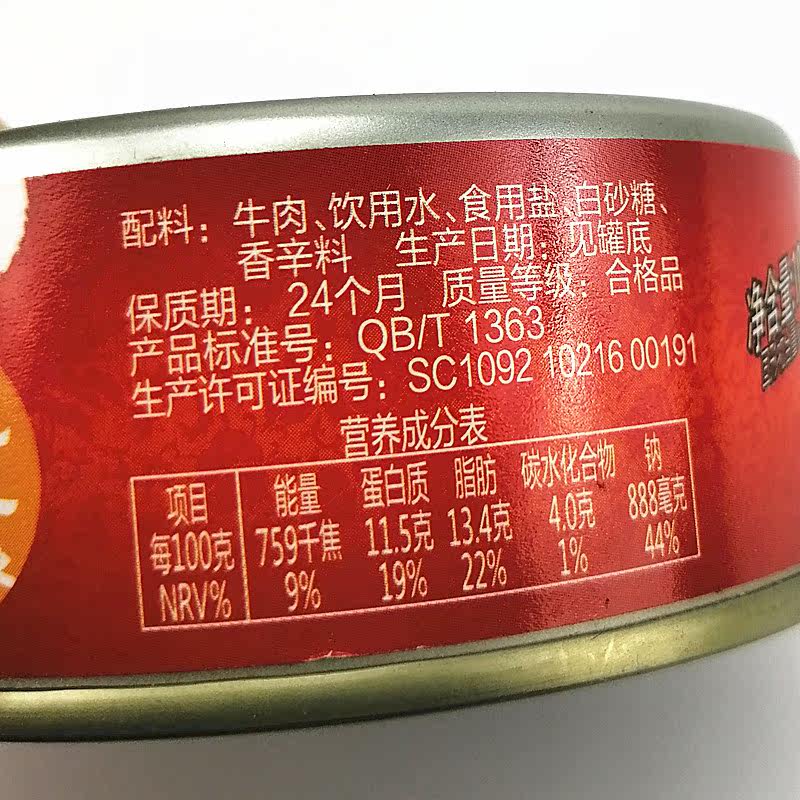 配料：牛肉、饮用水、食用盐、白砂糖、
香辛料 生产日期：见罐底
保质期：24个月 质量等级：合格品
产品标准号：QB/T 1363
生产许可证编号：SC1092 10216 00191
营养成分表
项目 能量 蛋白质 脂肪 碳水化合物 钠
每100克 759千焦 11.5克 13.4克 4.0克 888毫克
NRV% 9% 19% 22% 1% 44%
净含量